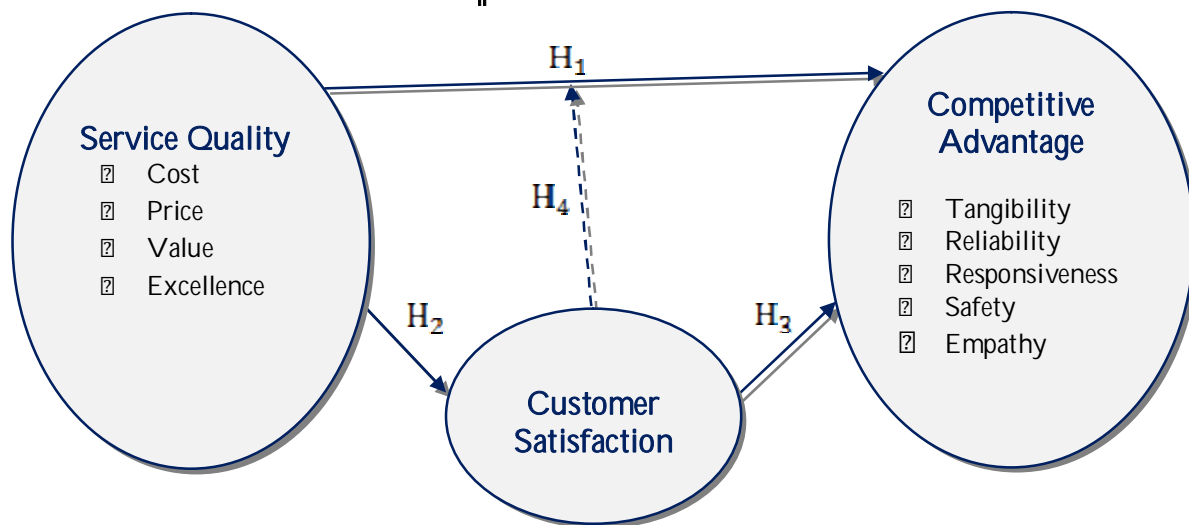 H₁
Service Quality
Cost
Price
Value
Excellence
Competitive
Advantage
Tangibility
Reliability
Responsiveness
Safety
Empathy
H₄
H₂
H₃
Customer
Satisfaction